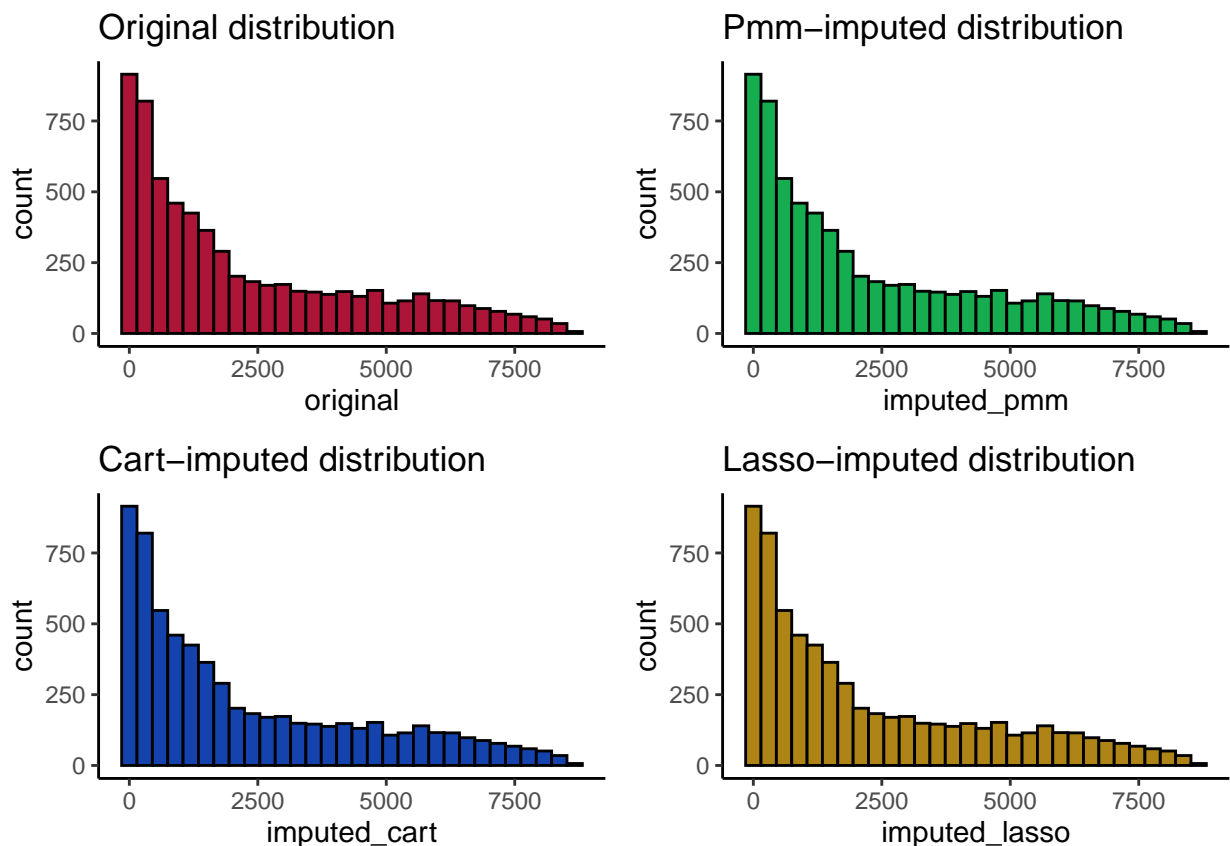 Original distribution
count
750
500
250
0
0 2500 5000 7500
original
Pmm−imputed distribution
count
750
500
250
0
0 2500 5000 7500
imputed_pmm
Cart−imputed distribution
count
750
500
250
0
0 2500 5000 7500
imputed_cart
Lasso−imputed distribution
count
750
500
250
0
0 2500 5000 7500
imputed_lasso